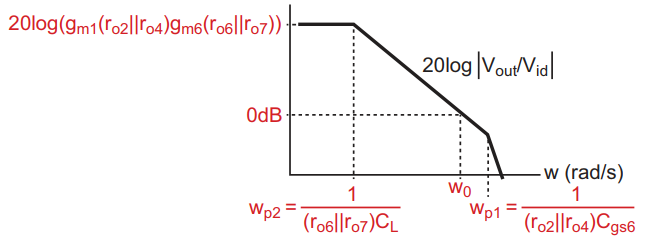 20log(gm1(ro2||ro4)gm6(ro6||ro7))
20log|Vout/Vid|
0dB
w (rad/s)
w0
wp2 = 1/((ro6||ro7)CL)
wp1 = 1/((ro2||ro4)Cgs6)